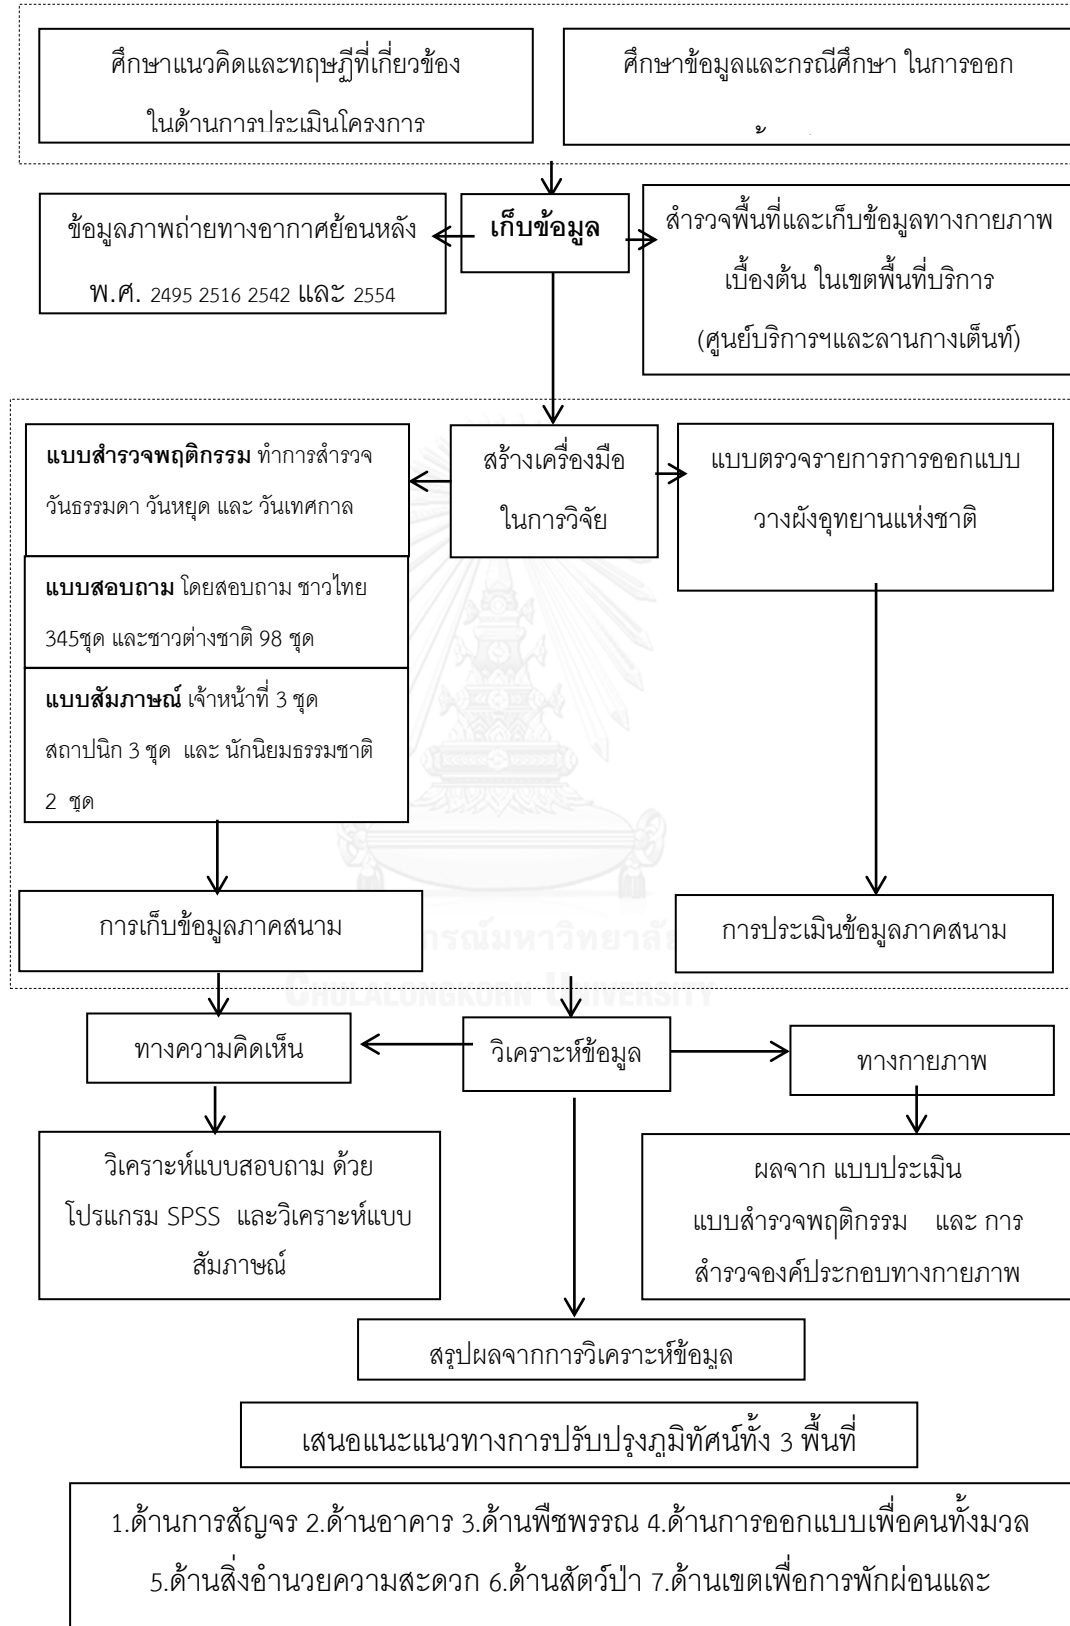 ศึกษาแนวคิดและทฤษฎีที่เกี่ยวข้อง
ในด้านการประเมินโครงการ
ศึกษาข้อมูลและกรณีศึกษา ในการออก
ข้อมูลภาพถ่ายทางอากาศย้อนหลัง
พ.ศ. 2495 2516 2542 และ 2554
เก็บข้อมูล
สำรวจพื้นที่และเก็บข้อมูลทางกายภาพ
เบื้องต้น ในเขตพื้นที่บริการ
(ศูนย์บริการฯและลานกางเต็นท์)
แบบสำรวจพฤติกรรม ทำการสำรวจ
วันธรรมดา วันหยุด และ วันเทศกาล
แบบสอบถาม โดยสอบถาม ชาวไทย
345ชุด และชาวต่างชาติ 98 ชุด
แบบสัมภาษณ์ เจ้าหน้าที่ 3 ชุด
สถาปนิก 3 ชุด และ นักนิยมธรรมชาติ
2 ชุด
สร้างเครื่องมือ
ในการวิจัย
แบบตรวจรายการการออกแบบ
วางผังอุทยานแห่งชาติ
การเก็บข้อมูลภาคสนาม
การประเมินข้อมูลภาคสนาม
CHULALONGKORN UNIVERSITY
ทางความคิดเห็น
วิเคราะห์ข้อมูล
ทางกายภาพ
วิเคราะห์แบบสอบถาม ด้วย
โปรแกรม SPSS และวิเคราะห์แบบ
สัมภาษณ์
ผลจาก แบบประเมิน
แบบสำรวจพฤติกรรม และ การ
สำรวจองค์ประกอบทางกายภาพ
สรุปผลจากการวิเคราะห์ข้อมูล
เสนอแนะแนวทางการปรับปรุงภูมิทัศน์ทั้ง 3 พื้นที่
1.ด้านการสัญจร 2.ด้านอาคาร 3.ด้านพืชพรรณ 4.ด้านการออกแบบเพื่อคนทั้งมวล
5.ด้านสิ่งอำนวยความสะดวก 6.ด้านสัตว์ป่า 7.ด้านเขตเพื่อการพักผ่อนและ